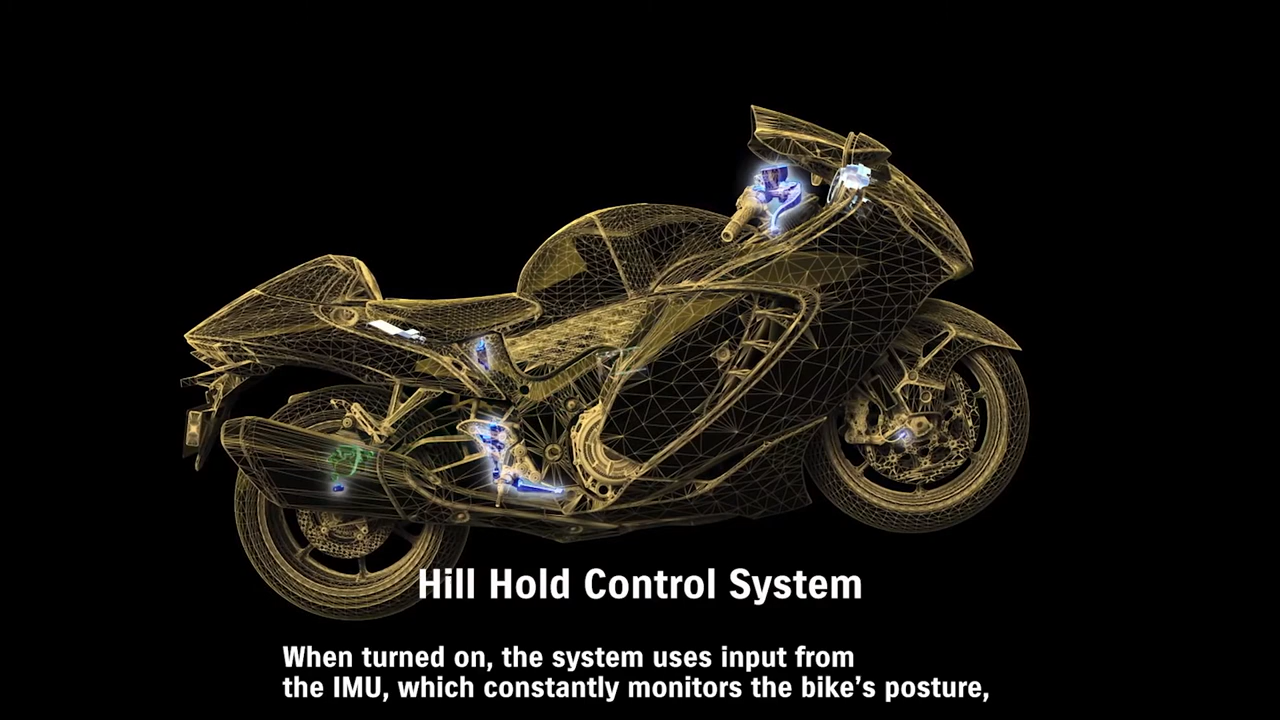 Hill Hold Control System
When turned on, the system uses input from
the IMU, which constantly monitors the bike's posture,